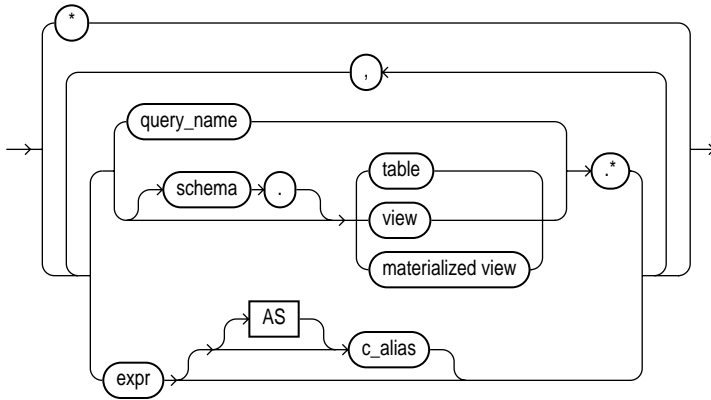 *
,
query_name
schema
.
table
.*
view
materialized view
AS
c_alias
expr